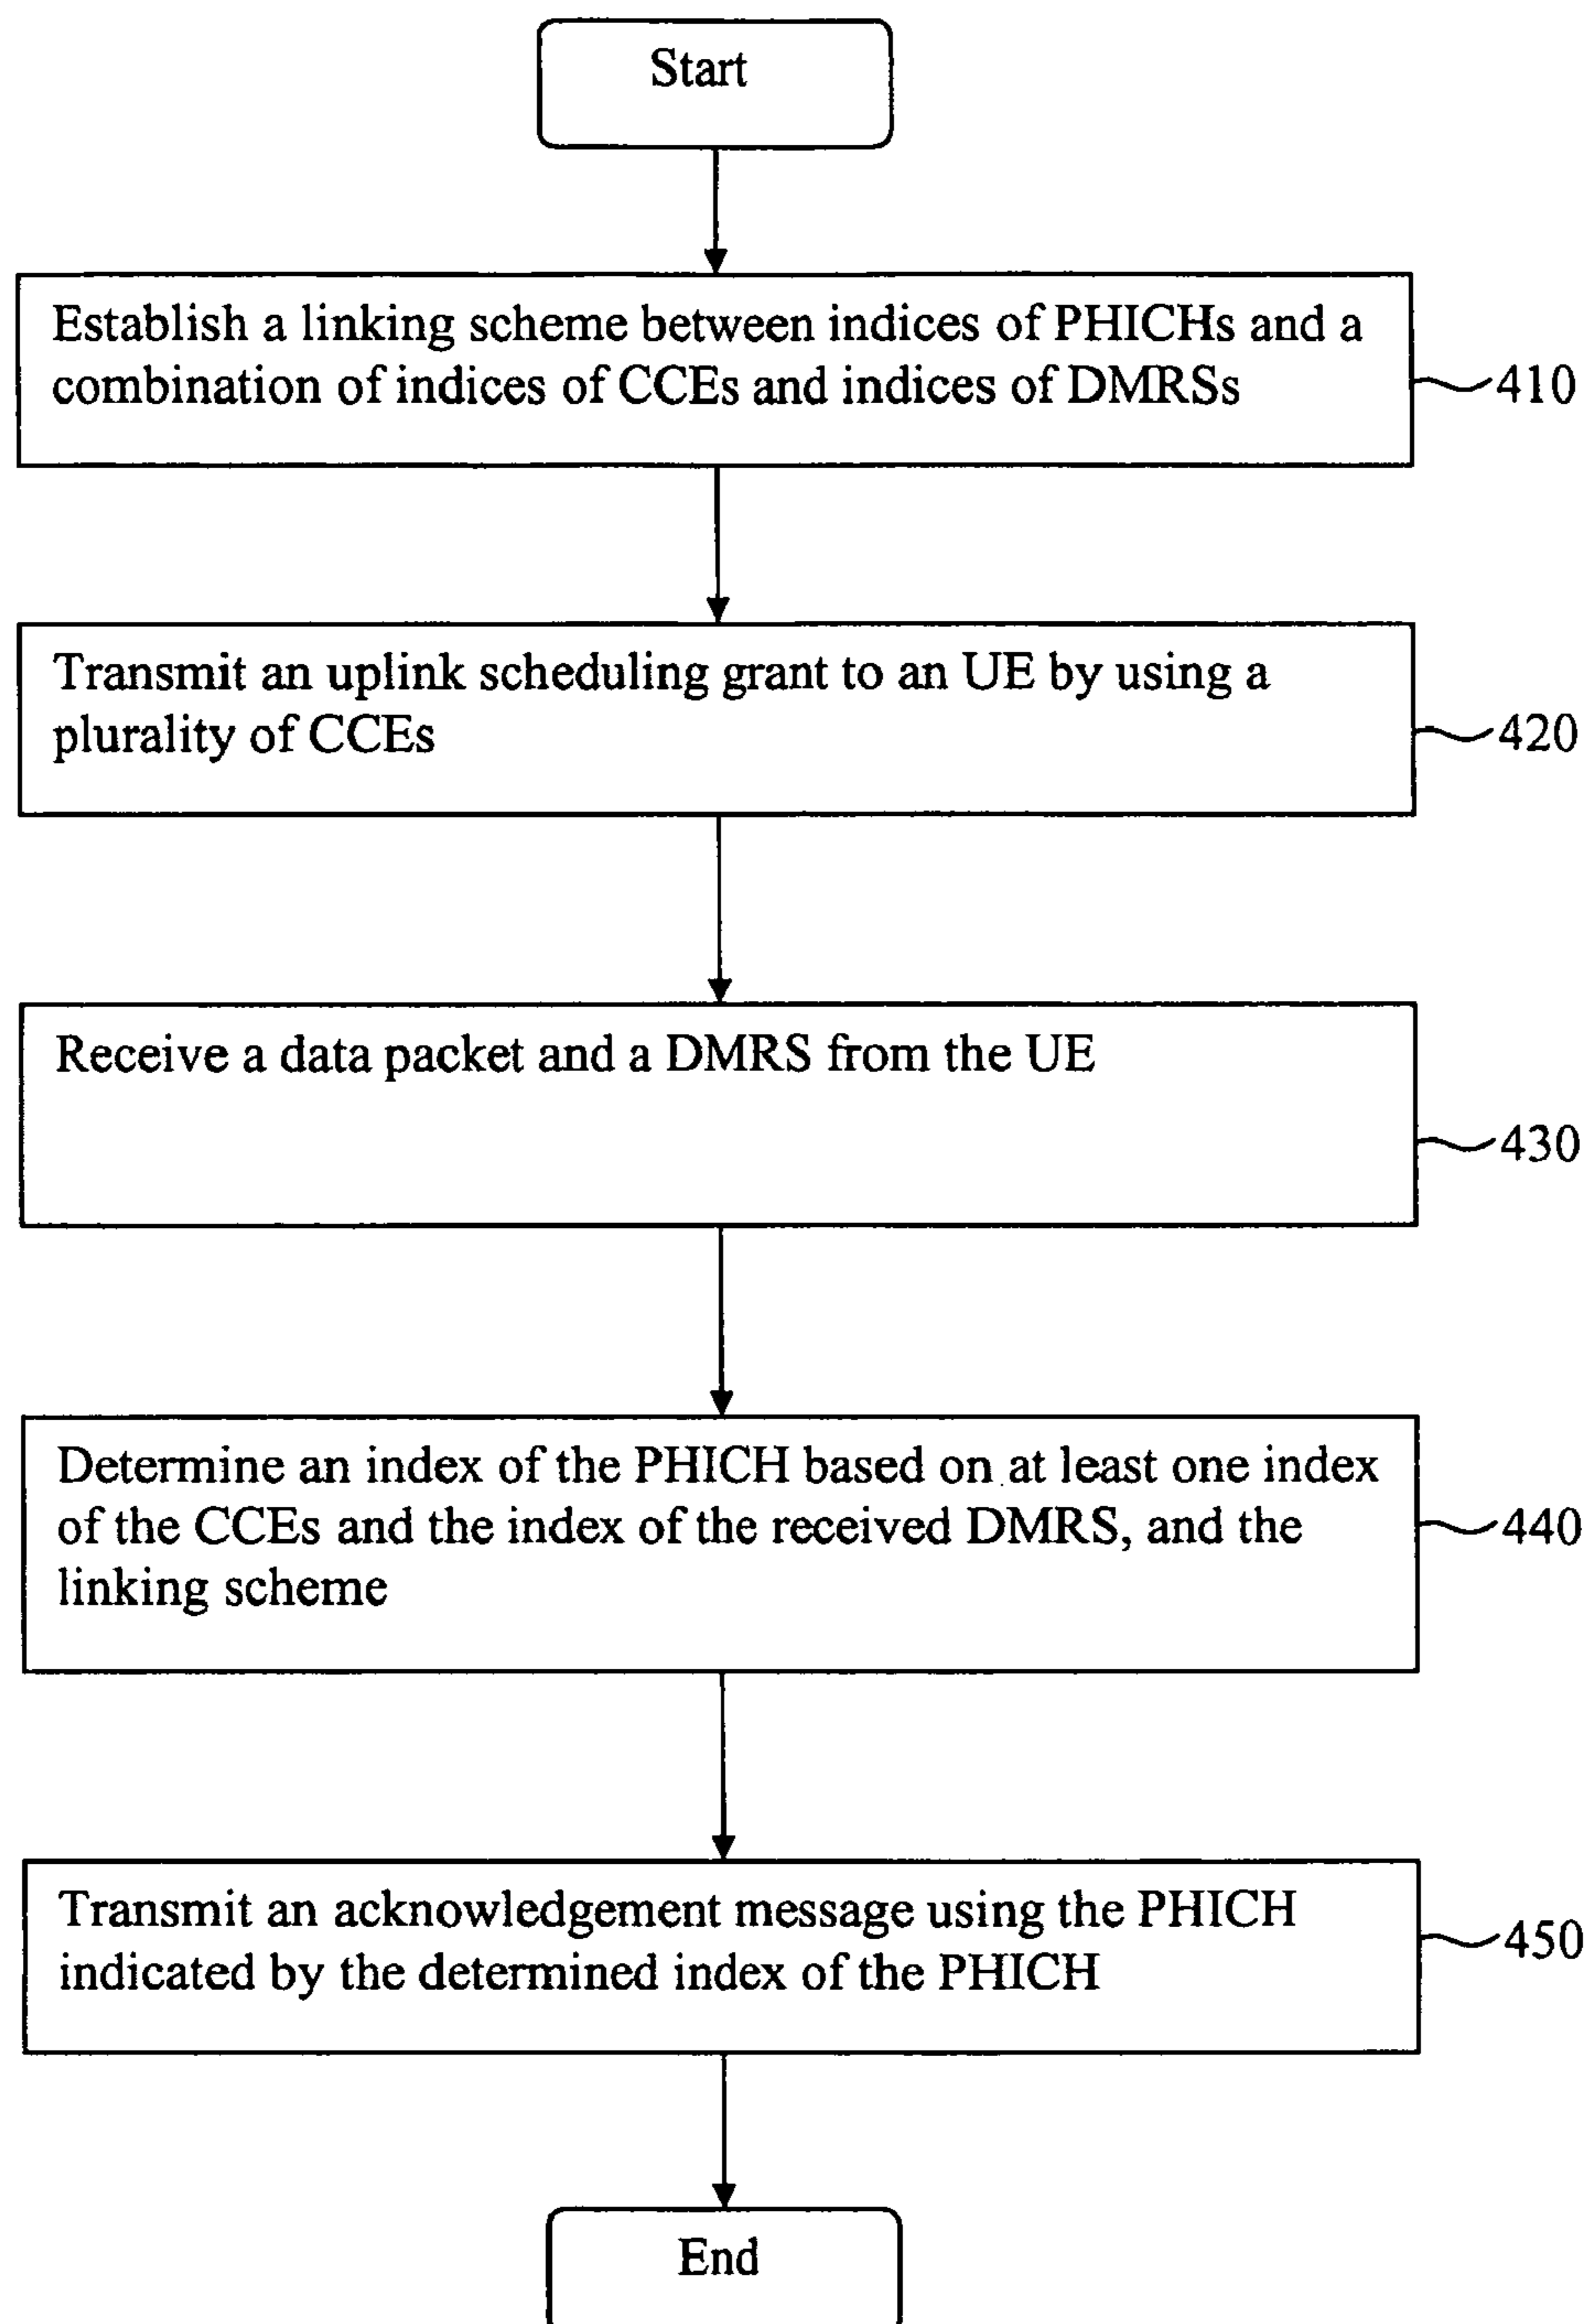 Start
Establish a linking scheme between indices of PHICHs and a
combination of indices of CCEs and indices of DMRSs
410
Transmit an uplink scheduling grant to an UE by using a
plurality of CCEs
420
Receive a data packet and a DMRS from the UE
430
Determine an index of the PHICH based on at least one index
of the CCEs and the index of the received DMRS, and the
linking scheme
440
Transmit an acknowledgement message using the PHICH
indicated by the determined index of the PHICH
450
End